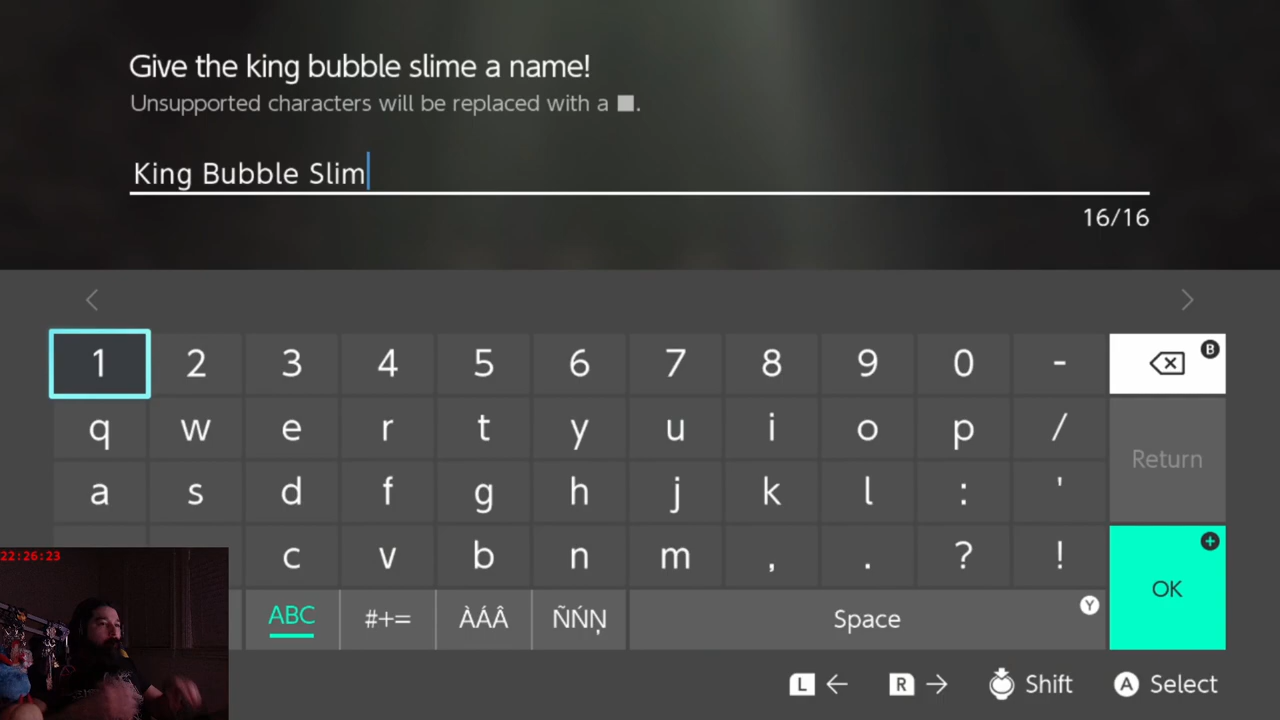 Give the king bubble slime a name!
Unsupported characters will be replaced with a ■.
King Bubble Slim
16/16
1 2 3 4 5 6 7 8 9 0 - B
q w e r t y u i o p /
Return
a s d f g h j k l : '
c v b n m , . ? ! +
OK
22:26:23
ABC #+= ÀÁÂ ÑŃŅ Space Y
L ← R → Shift A Select